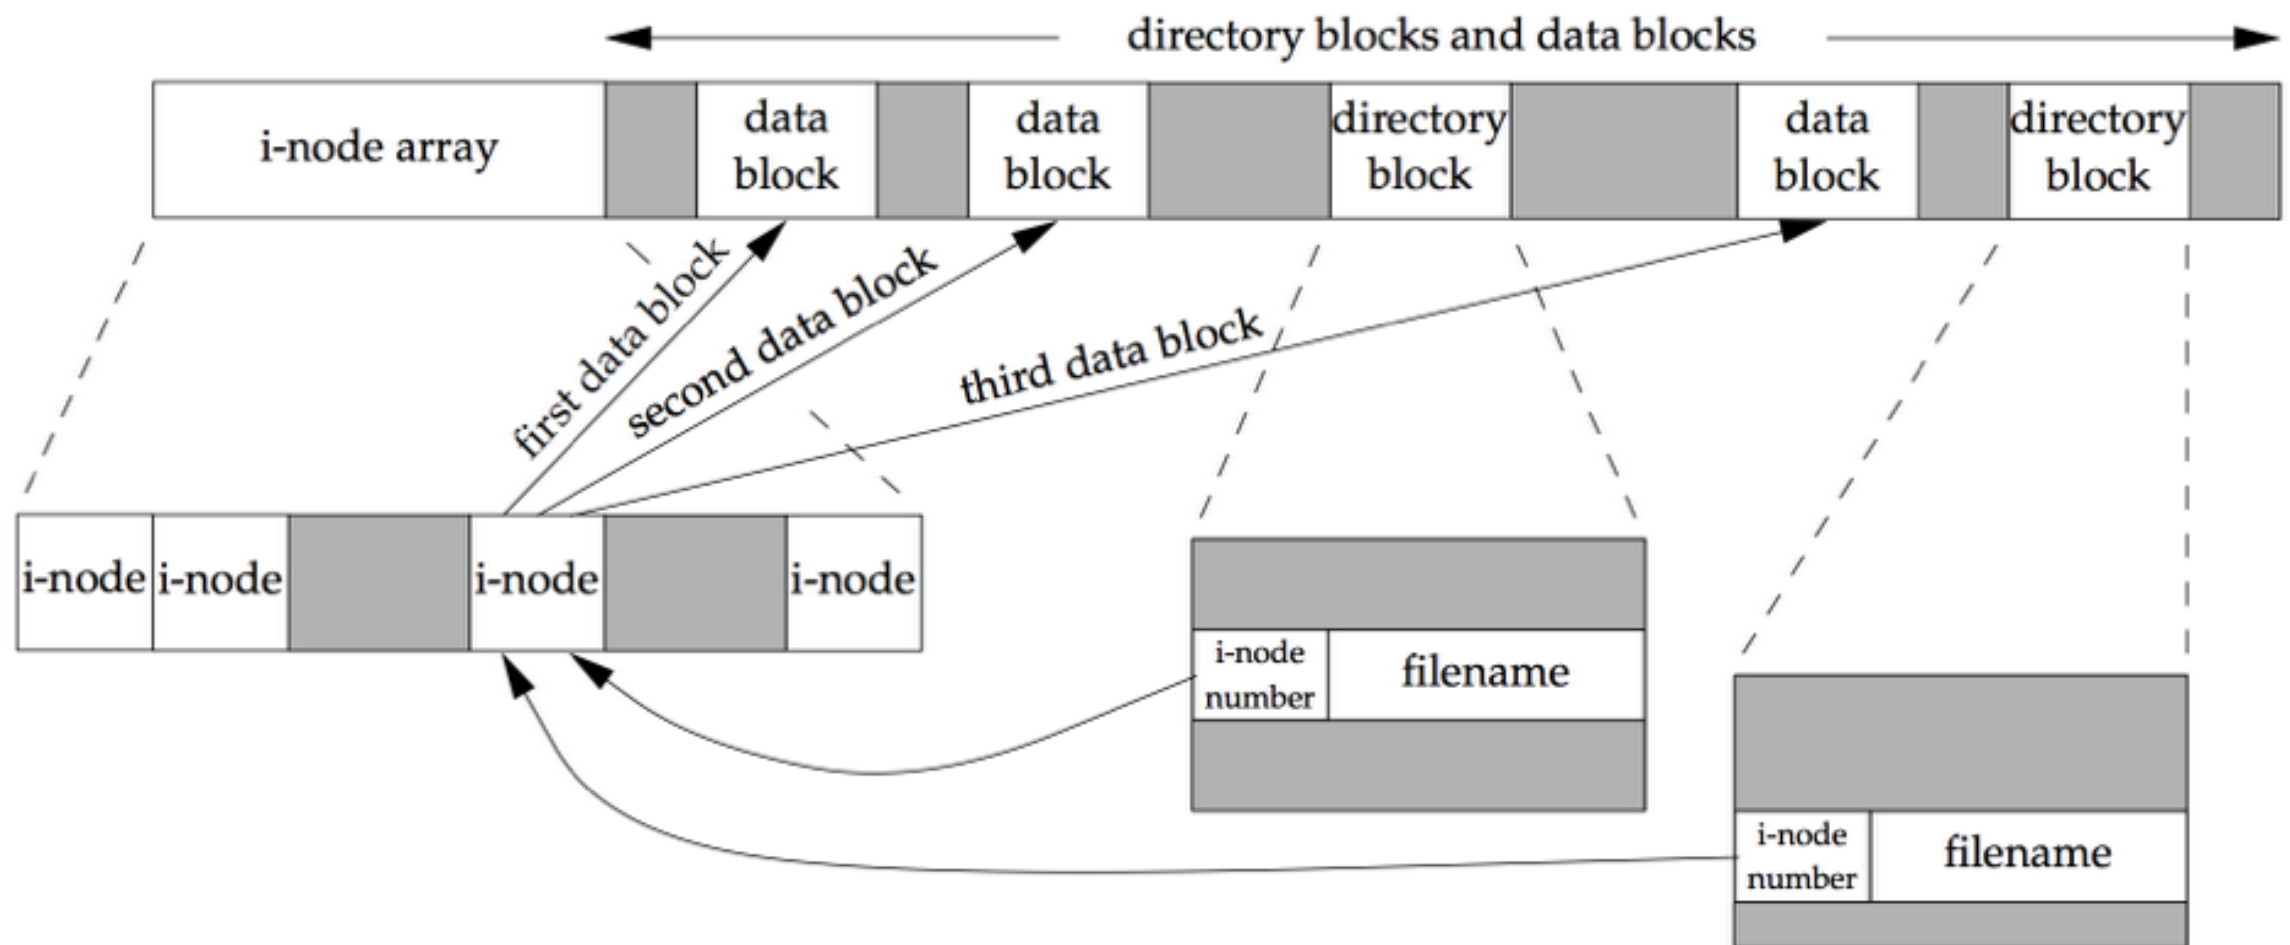 directory blocks and data blocks
i-node array
data
block
data
block
directory
block
data
block
directory
block
first data block
second data block
third data block
i-node
i-node
i-node
i-node
i-node
number
filename
i-node
number
filename